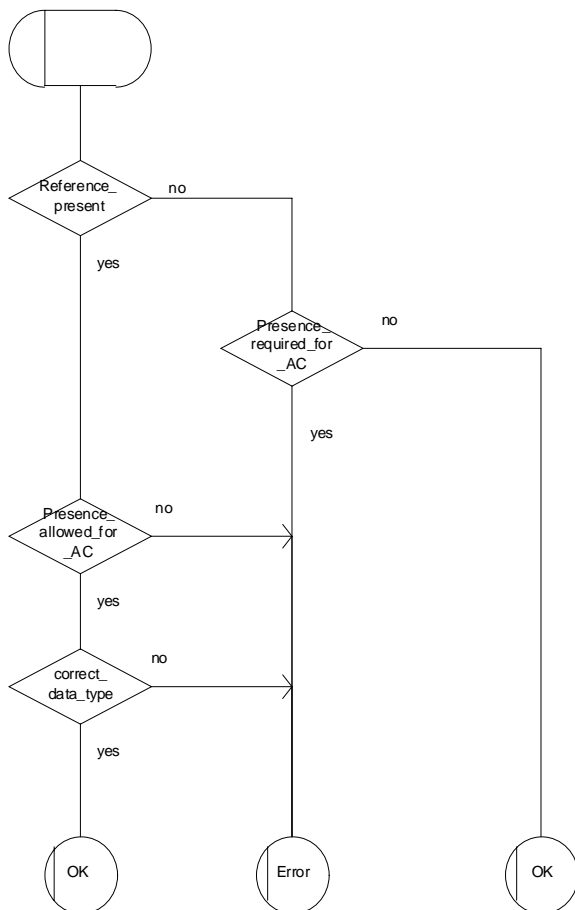 Reference_
present
no
yes
Presence_
required_for
_AC
no
yes
Presence_
allowed_for
_AC
no
yes
correct_
data_type
no
yes
OK
Error
OK